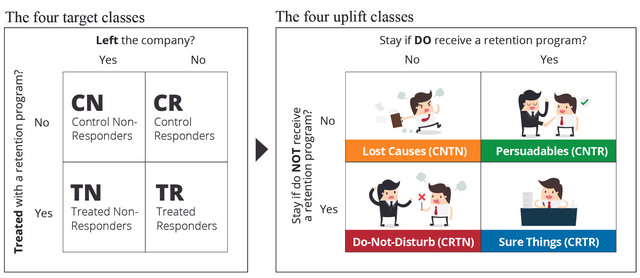 The four target classes
Left the company?
Yes
No
Treated with a retention program?
No
Yes
CN
Control Non-
Responders
CR
Control
Responders
TN
Treated Non-
Responders
TR
Treated
Responders
The four uplift classes
Stay if DO receive a retention program?
No
Yes
Stay if do NOT receive
a retention program?
No
Yes
Lost Causes (CNTN)
Persuadables (CNTR)
Do-Not-Disturb (CRTN)
Sure Things (CRTR)